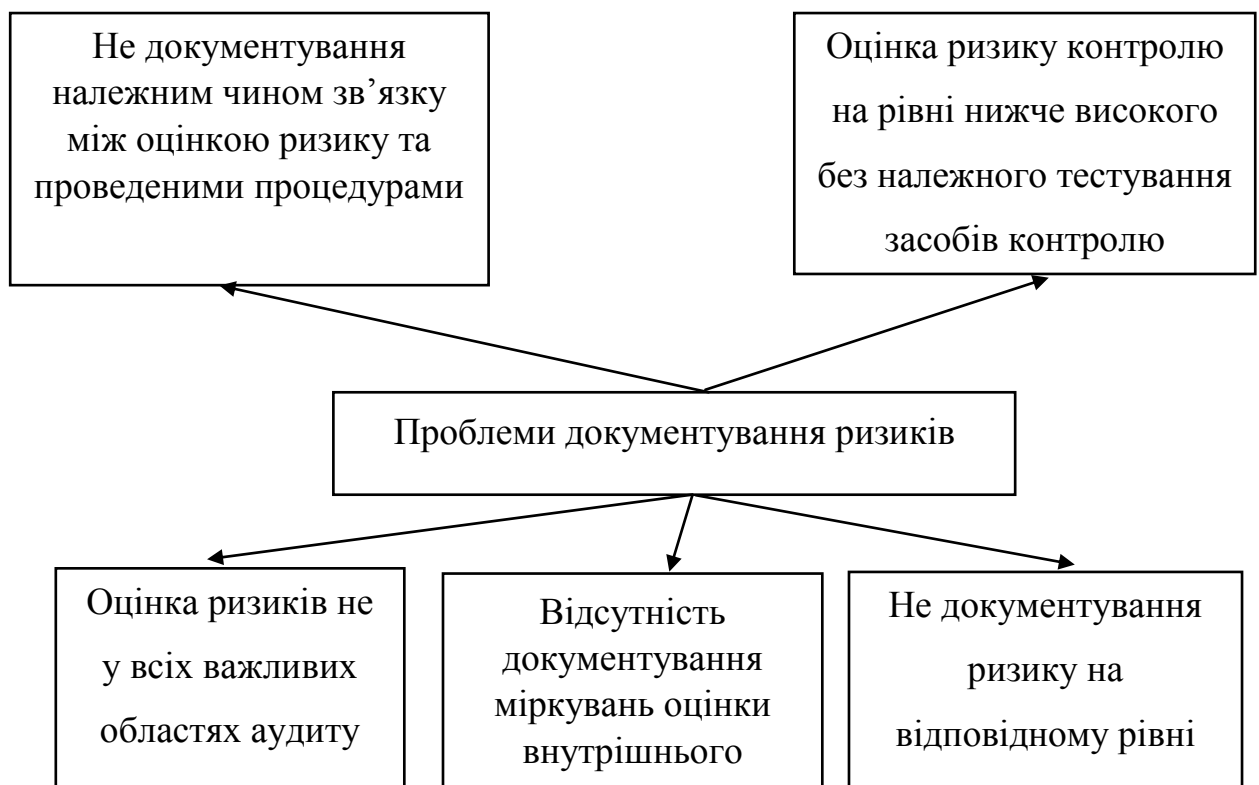 Не документування
належним чином зв’язку
між оцінкою ризику та
проведеними процедурами
Оцінка ризику контролю
на рівні нижче високого
без належного тестування
засобів контролю
Проблеми документування ризиків
Оцінка ризиків не
у всіх важливих
областях аудиту
Відсутність
документування
міркувань оцінки
внутрішнього
Не документування
ризику на
відповідному рівні